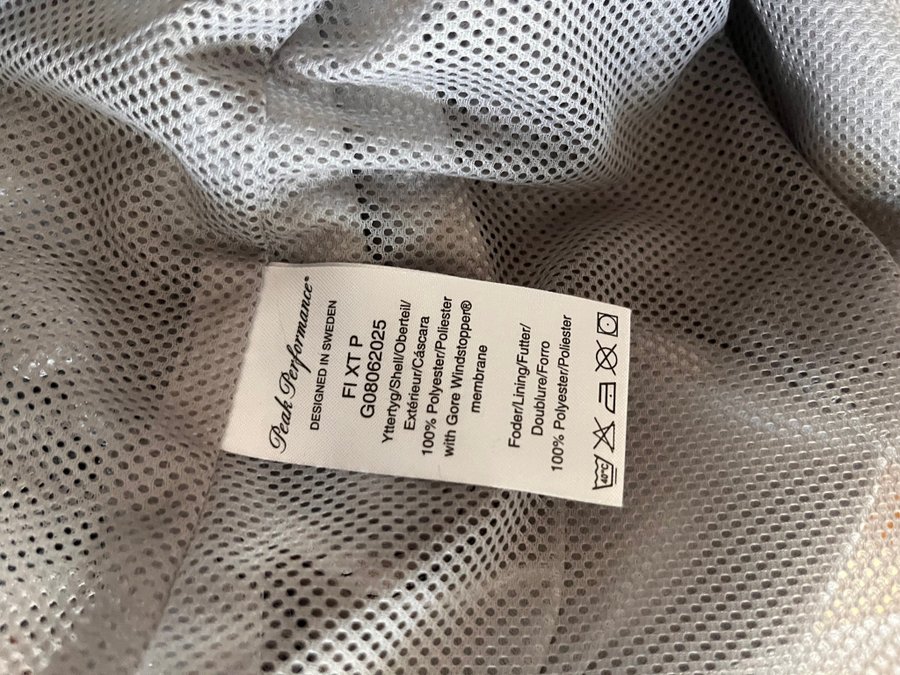 Peak Performance®
DESIGNED IN SWEDEN
FI XT P
G08062025
Yttertyg/Shell/Oberteil/
Extérieur/Cáscara
100% Polyester/Poliester
with Gore Windstopper®
membrane
Foder/Lining/Futter/
Doublure/Forro
100% Polyester/Poliester
40°C